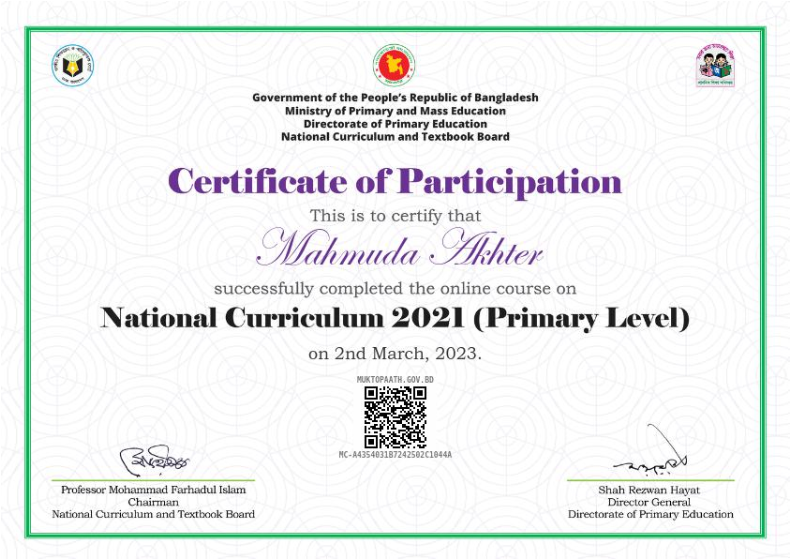 Government of the People's Republic of Bangladesh
Ministry of Primary and Mass Education
Directorate of Primary Education
National Curriculum and Textbook Board
Certificate of Participation
This is to certify that
Mahmuda Akhter
successfully completed the online course on
National Curriculum 2021 (Primary Level)
on 2nd March, 2023.
MUKTOPAATH.GOV.BD
MC-A4354031B7242502C1044A
Professor Mohammad Farhadul Islam
Chairman
National Curriculum and Textbook Board
Shah Rezwan Hayat
Director General
Directorate of Primary Education